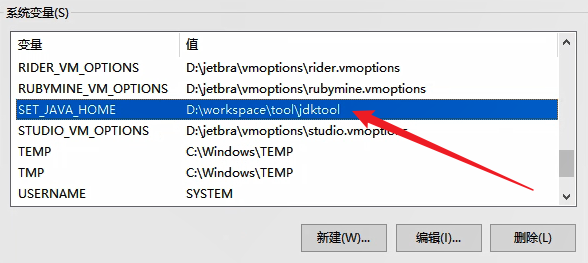 系统变量(S)
变量 值
RIDER_VM_OPTIONS D:\jetbra\vmoptions\rider.vmoptions
RUBYMINE_VM_OPTIONS D:\jetbra\vmoptions\rubymine.vmoptions
SET_JAVA_HOME D:\workspace\tool\jdktool
STUDIO_VM_OPTIONS D:\jetbra\vmoptions\studio.vmoptions
TEMP C:\Windows\TEMP
TMP C:\Windows\TEMP
USERNAME SYSTEM
新建(W)... 编辑(I)... 删除(L)